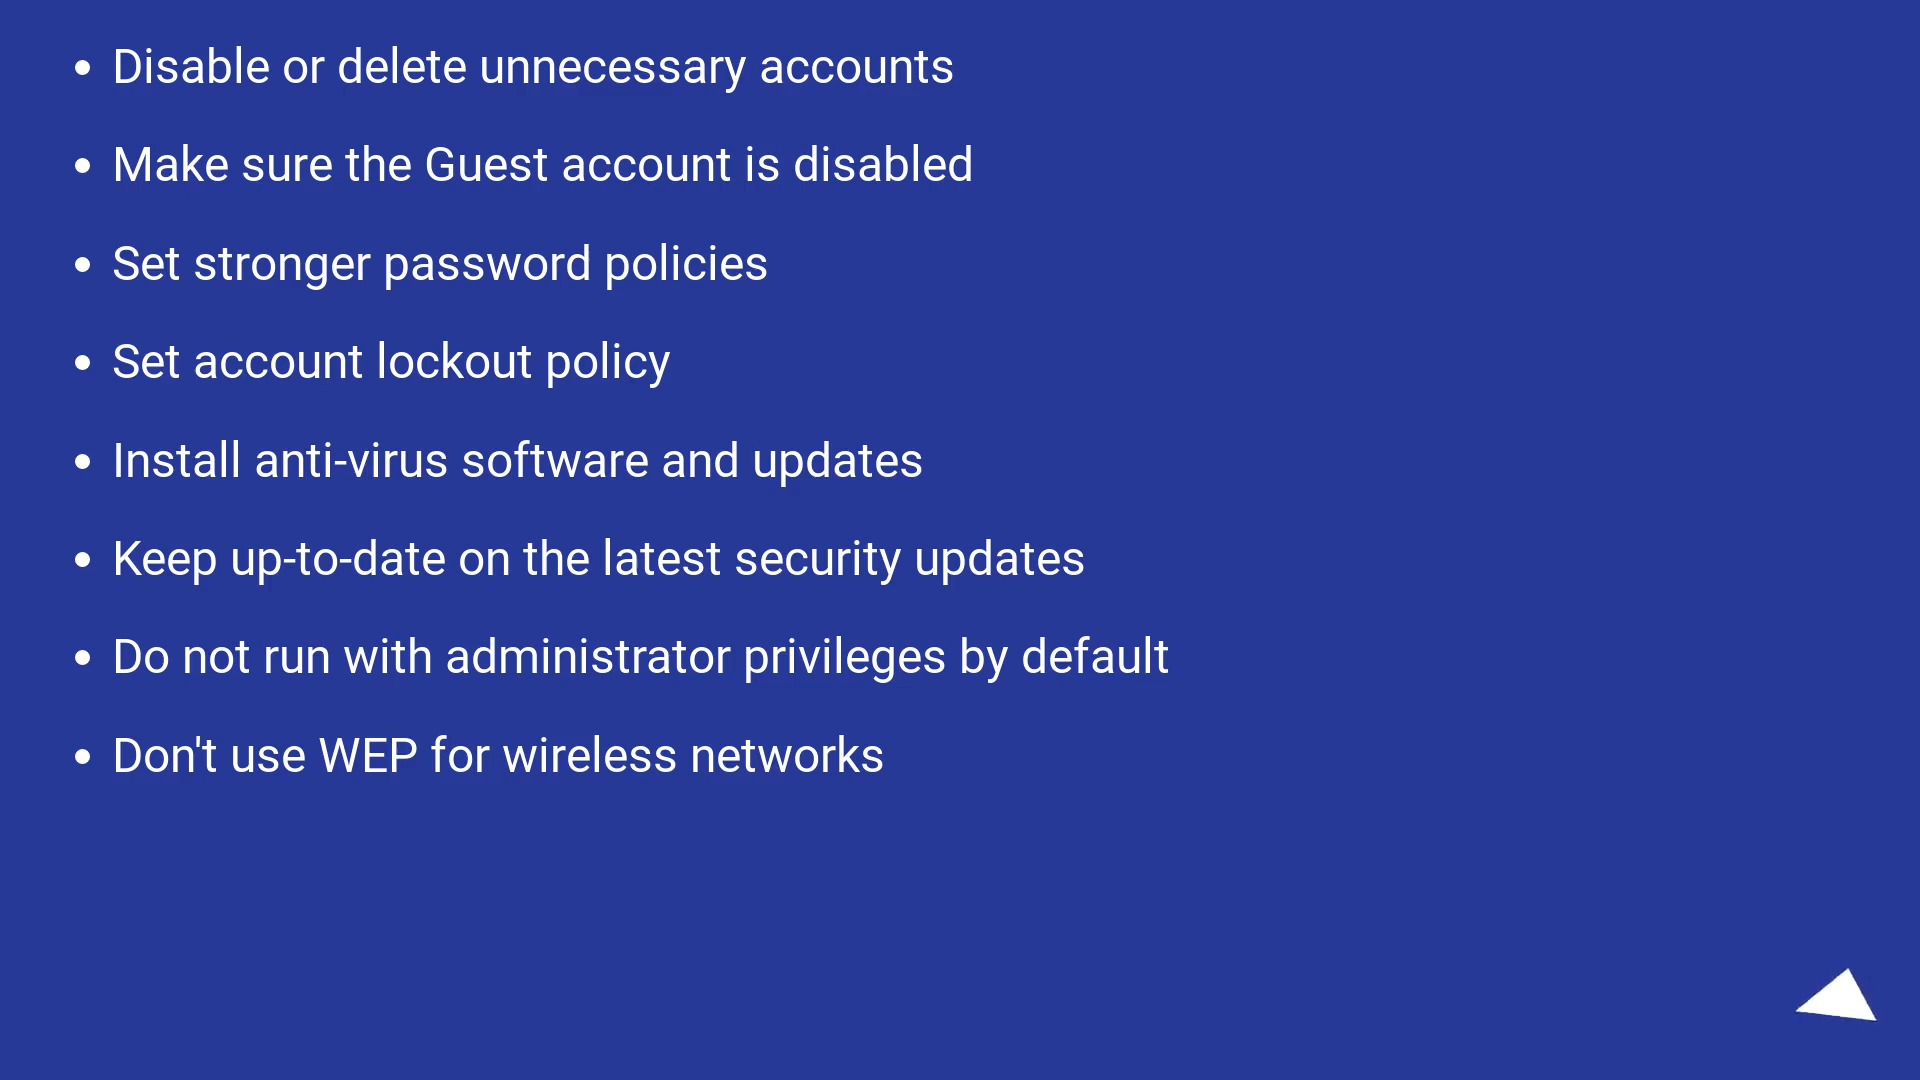 • Disable or delete unnecessary accounts
• Make sure the Guest account is disabled
• Set stronger password policies
• Set account lockout policy
• Install anti-virus software and updates
• Keep up-to-date on the latest security updates
• Do not run with administrator privileges by default
• Don't use WEP for wireless networks